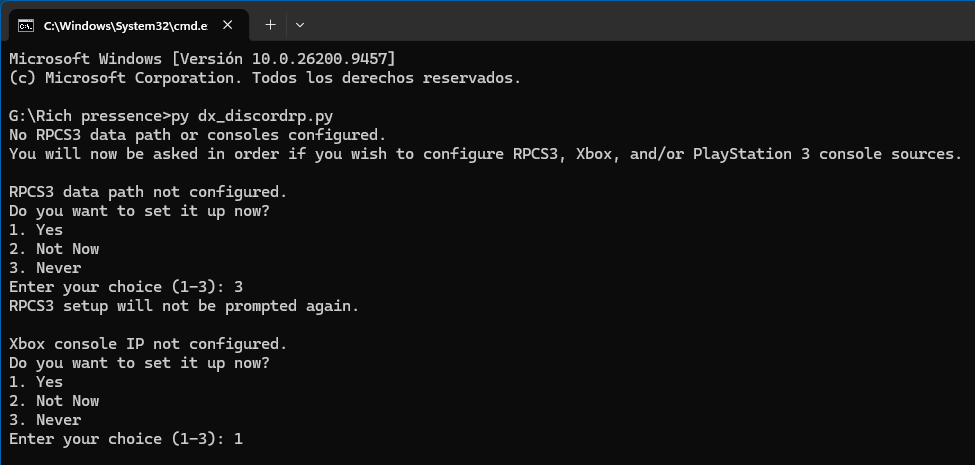 C:\Windows\System32\cmd.e
Microsoft Windows [Versión 10.0.26200.9457]
(c) Microsoft Corporation. Todos los derechos reservados.
G:\Rich pressence>py dx_discordrp.py
No RPCS3 data path or consoles configured.
You will now be asked in order if you wish to configure RPCS3, Xbox, and/or PlayStation 3 console sources.
RPCS3 data path not configured.
Do you want to set it up now?
1. Yes
2. Not Now
3. Never
Enter your choice (1-3): 3
RPCS3 setup will not be prompted again.
Xbox console IP not configured.
Do you want to set it up now?
1. Yes
2. Not Now
3. Never
Enter your choice (1-3): 1